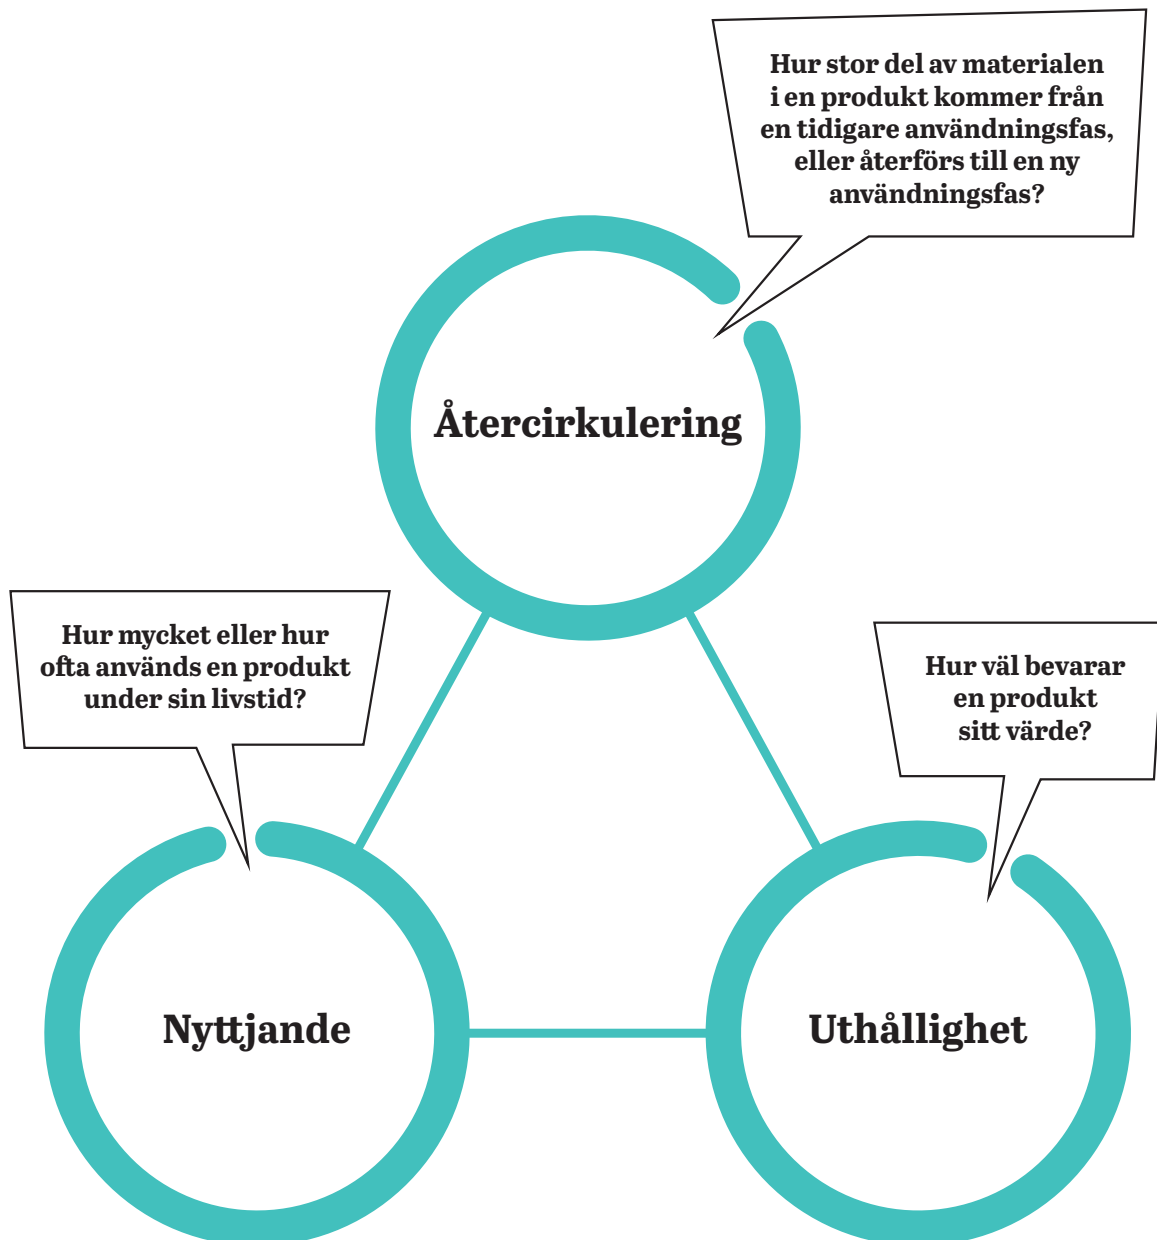 Hur stor del av materialen
i en produkt kommer från
en tidigare användningsfas,
eller återförs till en ny
användningsfas?
Återcirkulering
Hur mycket eller hur
ofta används en produkt
under sin livstid?
Hur väl bevarar
en produkt
sitt värde?
Nyttjande
Uthållighet